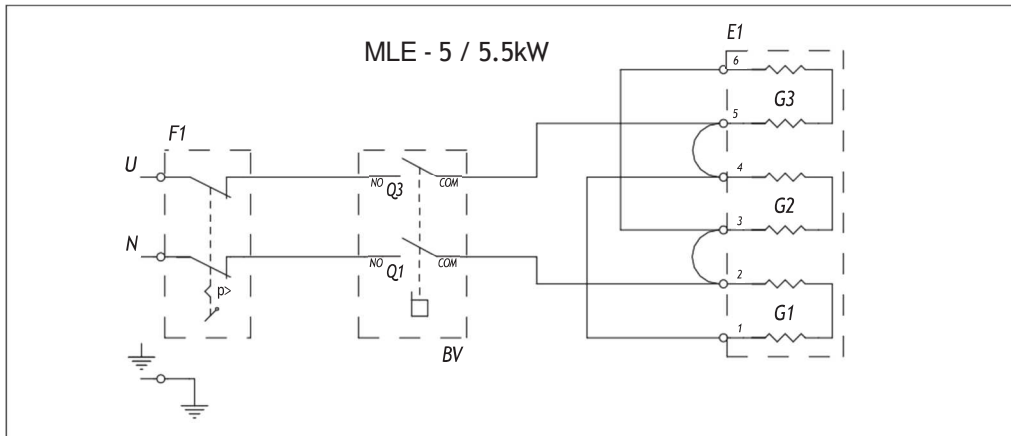 MLE - 5 / 5.5kW
E1
6
G3
5
F1
U
4
NO Q3 COM
G2
3
N
NO Q1 COM
2
p>
G1
1
BV